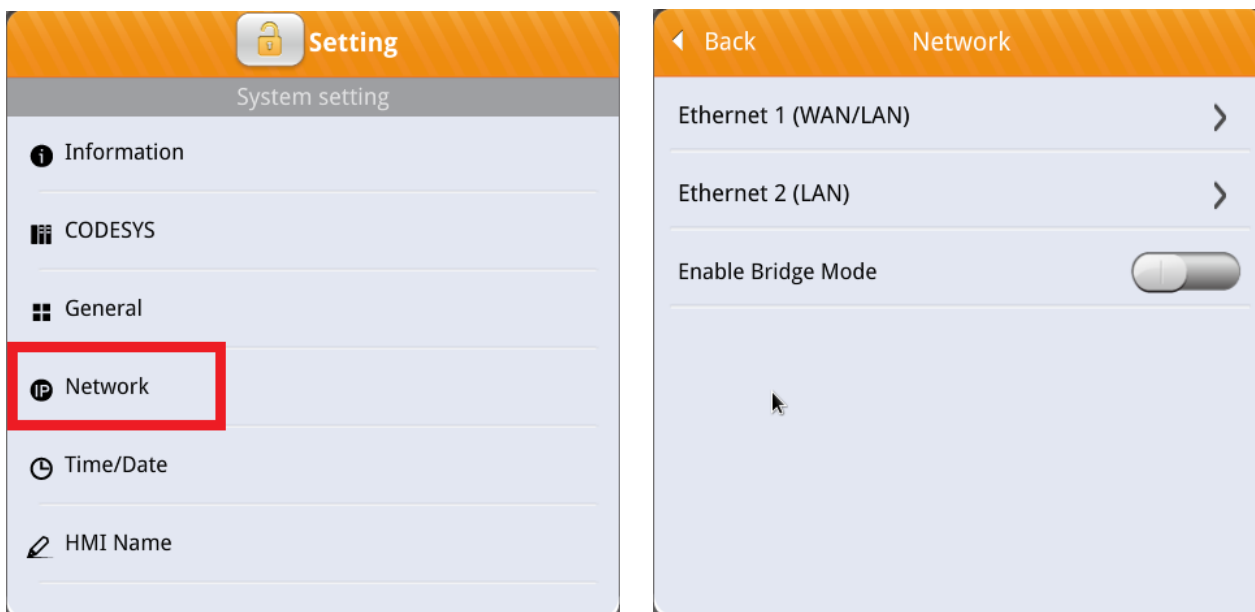 Setting
System setting
Information
CODESYS
General
Network
Time/Date
HMI Name
Back
Network
Ethernet 1 (WAN/LAN)
Ethernet 2 (LAN)
Enable Bridge Mode